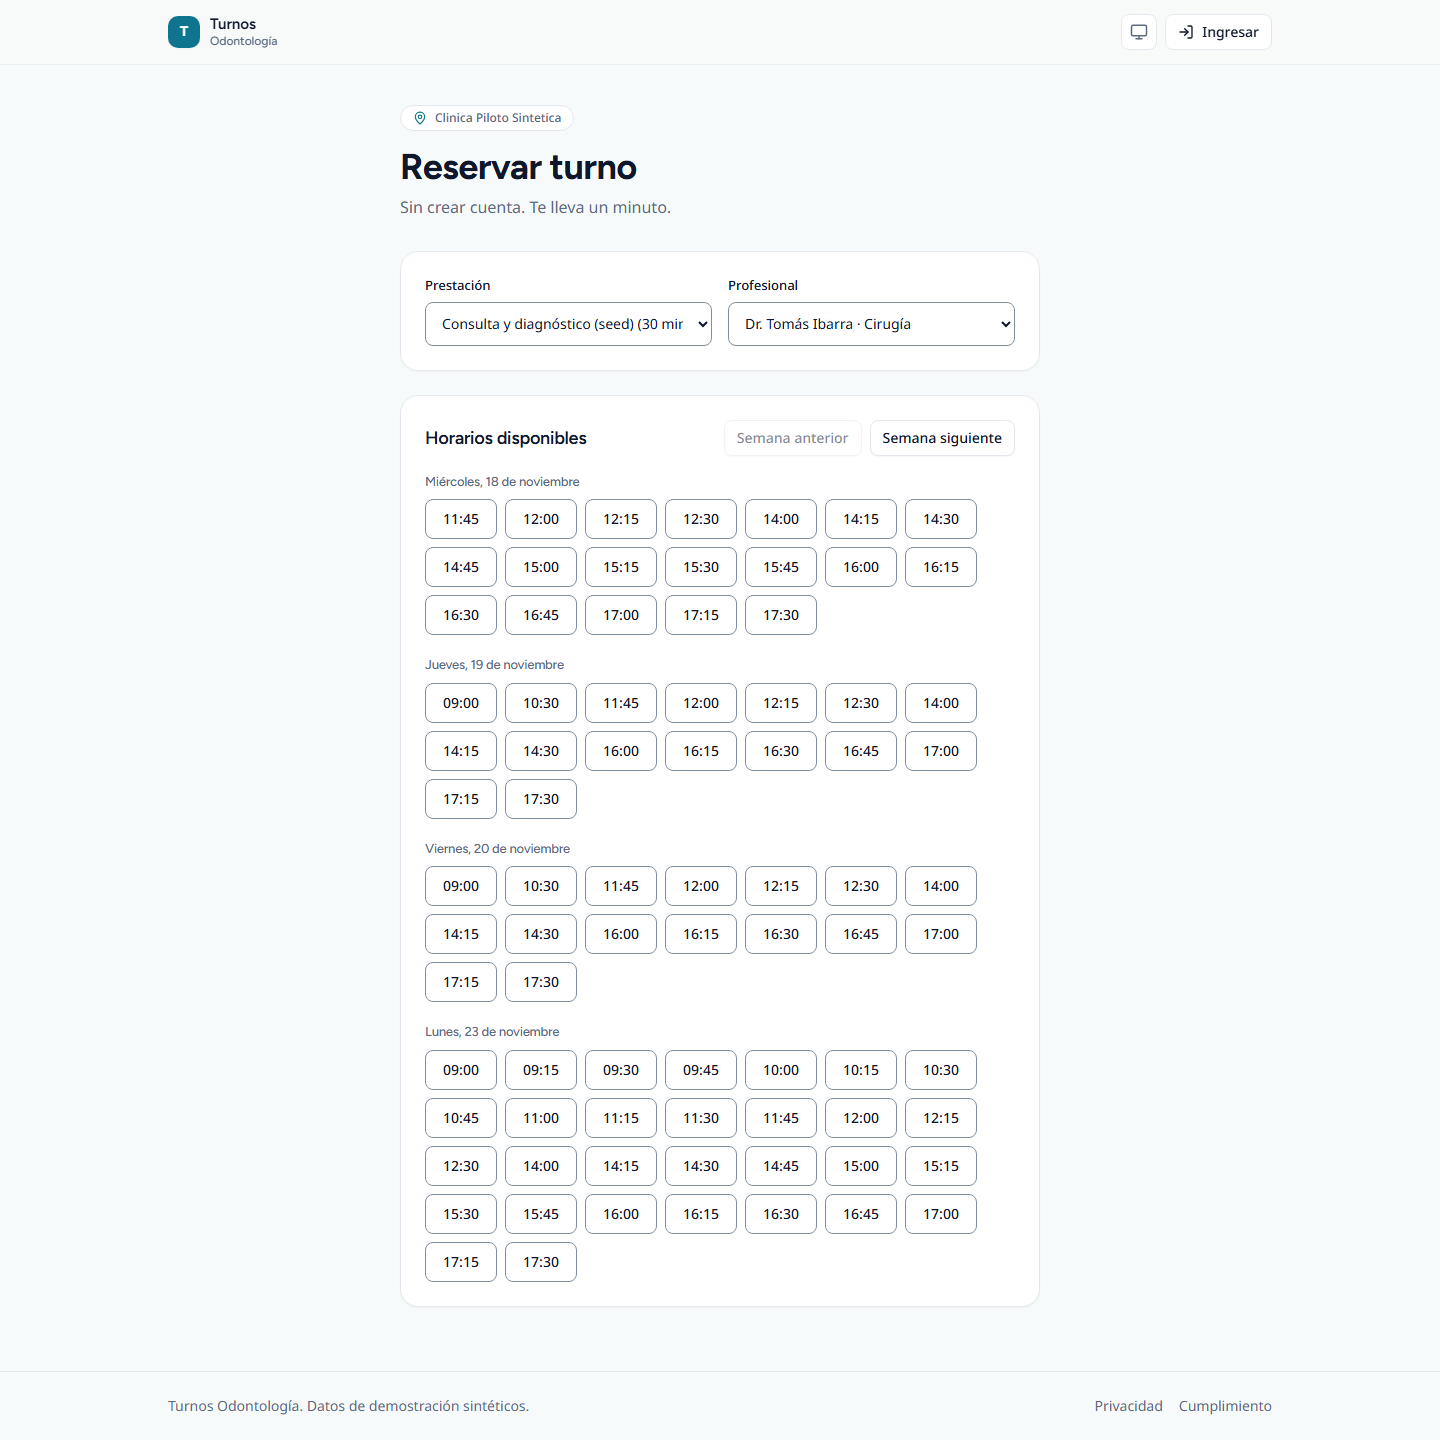 T
Turnos
Odontología
Ingresar
Clinica Piloto Sintetica
Reservar turno
Sin crear cuenta. Te lleva un minuto.
Prestación
Profesional
Consulta y diagnóstico (seed) (30 mir
Dr. Tomás Ibarra · Cirugía
Horarios disponibles
Semana anterior
Semana siguiente
Miércoles, 18 de noviembre
11:45 12:00 12:15 12:30 14:00 14:15 14:30
14:45 15:00 15:15 15:30 15:45 16:00 16:15
16:30 16:45 17:00 17:15 17:30
Jueves, 19 de noviembre
09:00 10:30 11:45 12:00 12:15 12:30 14:00
14:15 14:30 16:00 16:15 16:30 16:45 17:00
17:15 17:30
Viernes, 20 de noviembre
09:00 10:30 11:45 12:00 12:15 12:30 14:00
14:15 14:30 16:00 16:15 16:30 16:45 17:00
17:15 17:30
Lunes, 23 de noviembre
09:00 09:15 09:30 09:45 10:00 10:15 10:30
10:45 11:00 11:15 11:30 11:45 12:00 12:15
12:30 14:00 14:15 14:30 14:45 15:00 15:15
15:30 15:45 16:00 16:15 16:30 16:45 17:00
17:15 17:30
Turnos Odontología. Datos de demostración sintéticos.
Privacidad Cumplimiento